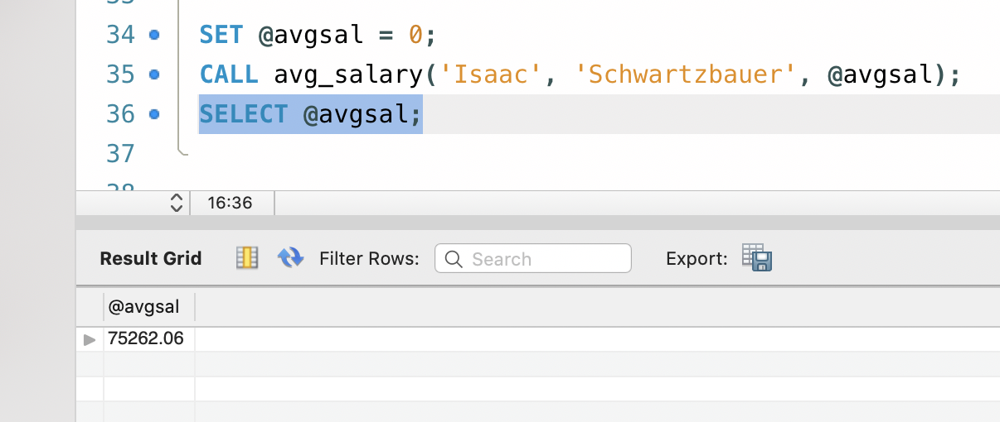 34 SET @avgsal = 0;
35 CALL avg_salary('Isaac', 'Schwartzbauer', @avgsal);
36 SELECT @avgsal;
37
16:36
Result Grid Filter Rows: Search Export:
@avgsal
75262.06